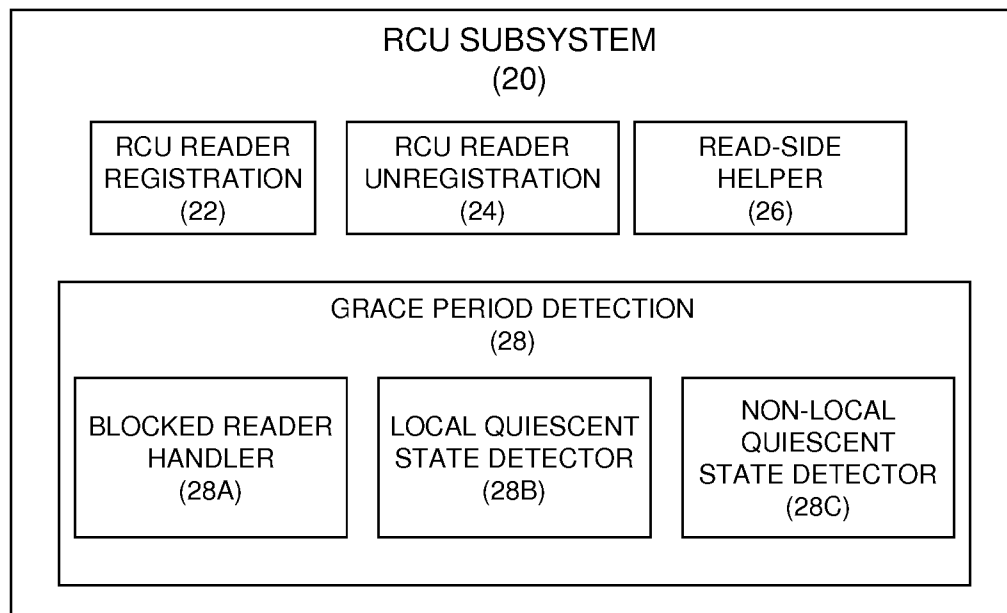 RCU SUBSYSTEM
(20)
RCU READER
REGISTRATION
(22)
RCU READER
UNREGISTRATION
(24)
READ-SIDE
HELPER
(26)
GRACE PERIOD DETECTION
(28)
BLOCKED READER
HANDLER
(28A)
LOCAL QUIESCENT
STATE DETECTOR
(28B)
NON-LOCAL
QUIESCENT
STATE DETECTOR
(28C)